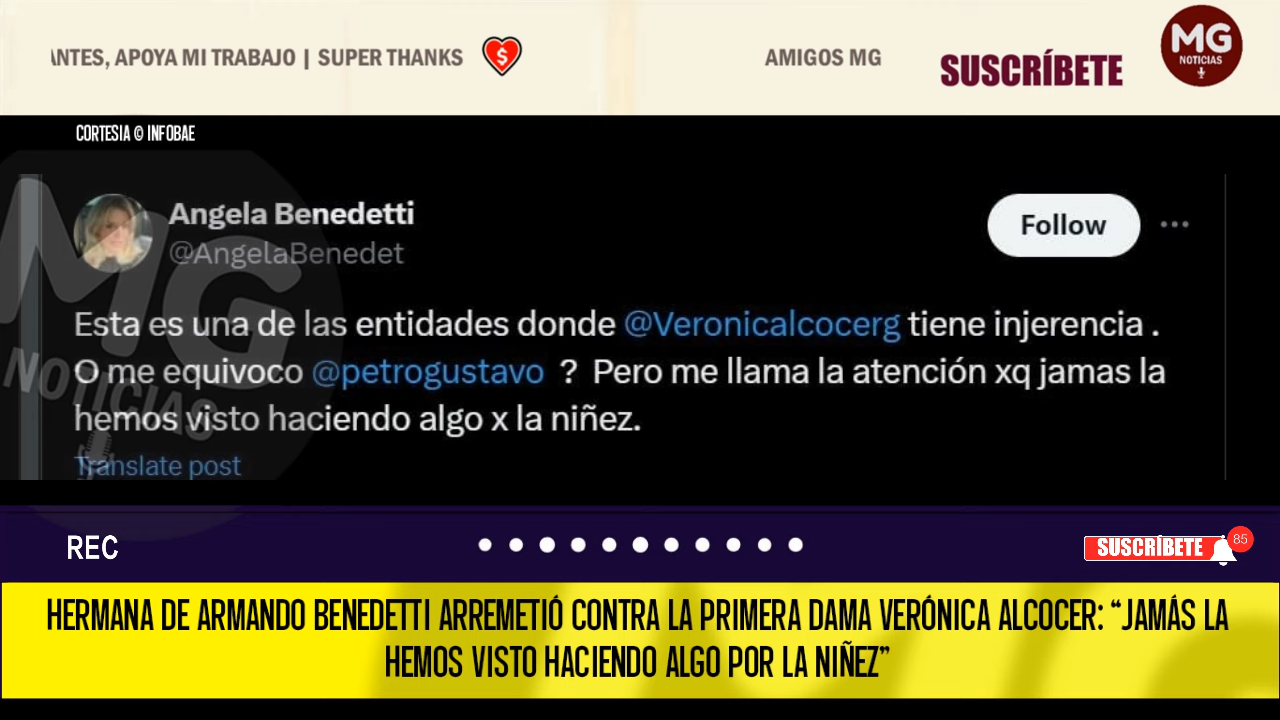 ANTES, APOYA MI TRABAJO | SUPER THANKS
$
AMIGOS MG
SUSCRÍBETE
MG
NOTICIAS
CORTESIA © INFOBAE
Angela Benedetti
@AngelaBenedet
Follow
Esta es una de las entidades donde @Veronicalcocerg tiene injerencia .
O me equivoco @petrogustavo ? Pero me llama la atención xq jamas la
hemos visto haciendo algo x la niñez.
Translate post
MG
NOTICIAS
REC
SUSCRÍBETE
85
HERMANA DE ARMANDO BENEDETTI ARREMETIÓ CONTRA LA PRIMERA DAMA VERÓNICA ALCOCER: “JAMÁS LA
HEMOS VISTO HACIENDO ALGO POR LA NIÑEZ”